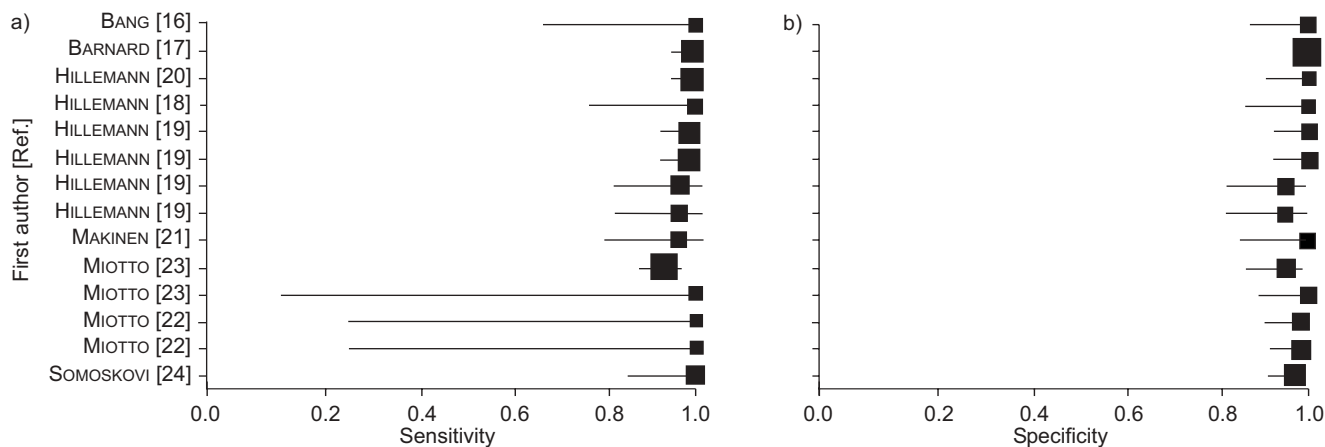 a)
First author [Ref.]
BANG [16]
BARNARD [17]
HILLEMANN [20]
HILLEMANN [18]
HILLEMANN [19]
HILLEMANN [19]
HILLEMANN [19]
HILLEMANN [19]
MAKINEN [21]
MIOTTO [23]
MIOTTO [23]
MIOTTO [22]
MIOTTO [22]
SOMOSKOVI [24]
0.0 0.2 0.4 0.6 0.8 1.0
Sensitivity
b)
0.0 0.2 0.4 0.6 0.8 1.0
Specificity